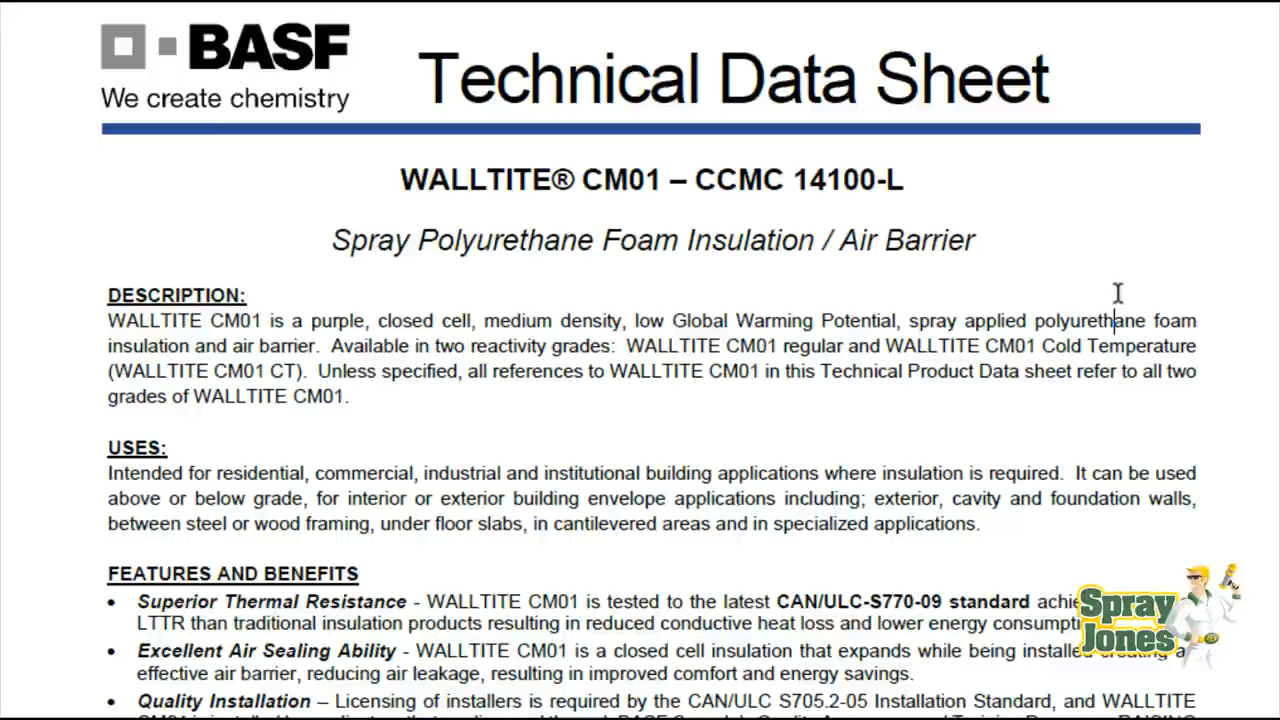 BASF
We create chemistry
Technical Data Sheet
WALLTITE® CM01 – CCMC 14100-L
Spray Polyurethane Foam Insulation / Air Barrier
DESCRIPTION:
WALLTITE CM01 is a purple, closed cell, medium density, low Global Warming Potential, spray applied polyurethane foam
insulation and air barrier. Available in two reactivity grades: WALLTITE CM01 regular and WALLTITE CM01 Cold Temperature
(WALLTITE CM01 CT). Unless specified, all references to WALLTITE CM01 in this Technical Product Data sheet refer to all two
grades of WALLTITE CM01.
USES:
Intended for residential, commercial, industrial and institutional building applications where insulation is required. It can be used
above or below grade, for interior or exterior building envelope applications including; exterior, cavity and foundation walls,
between steel or wood framing, under floor slabs, in cantilevered areas and in specialized applications.
FEATURES AND BENEFITS
• Superior Thermal Resistance - WALLTITE CM01 is tested to the latest CAN/ULC-S770-09 standard
LTTR than traditional insulation products resulting in reduced conductive heat loss and lower energy
• Excellent Air Sealing Ability - WALLTITE CM01 is a closed cell insulation that expands while being
effective air barrier, reducing air leakage, resulting in improved comfort and energy savings.
• Quality Installation – Licensing of installers is required by the CAN/ULC S705.2-05 Installation Standard, and WALLTITE
Spray
Jones